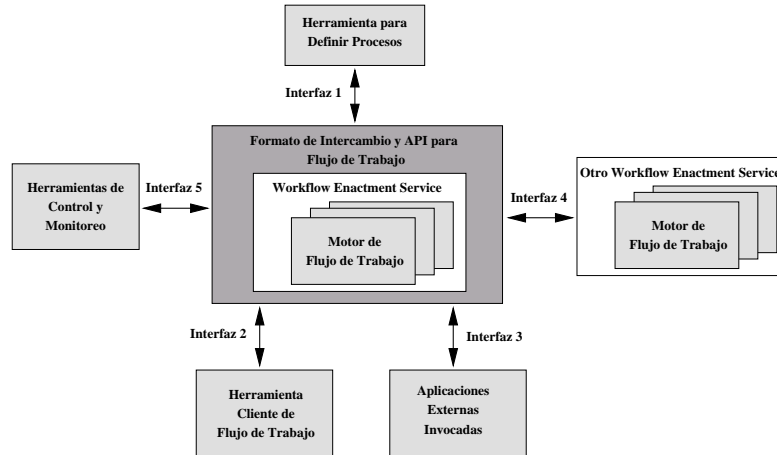 Herramienta para
Definir Procesos
Interfaz 1
Formato de Intercambio y API para
Flujo de Trabajo
Workflow Enactment Service
Motor de
Flujo de Trabajo
Herramientas de
Control y
Monitoreo
Interfaz 5
Interfaz 4
Otro Workflow Enactment Service
Motor de
Flujo de Trabajo
Interfaz 2
Interfaz 3
Herramienta
Cliente de
Flujo de Trabajo
Aplicaciones
Externas
Invocadas